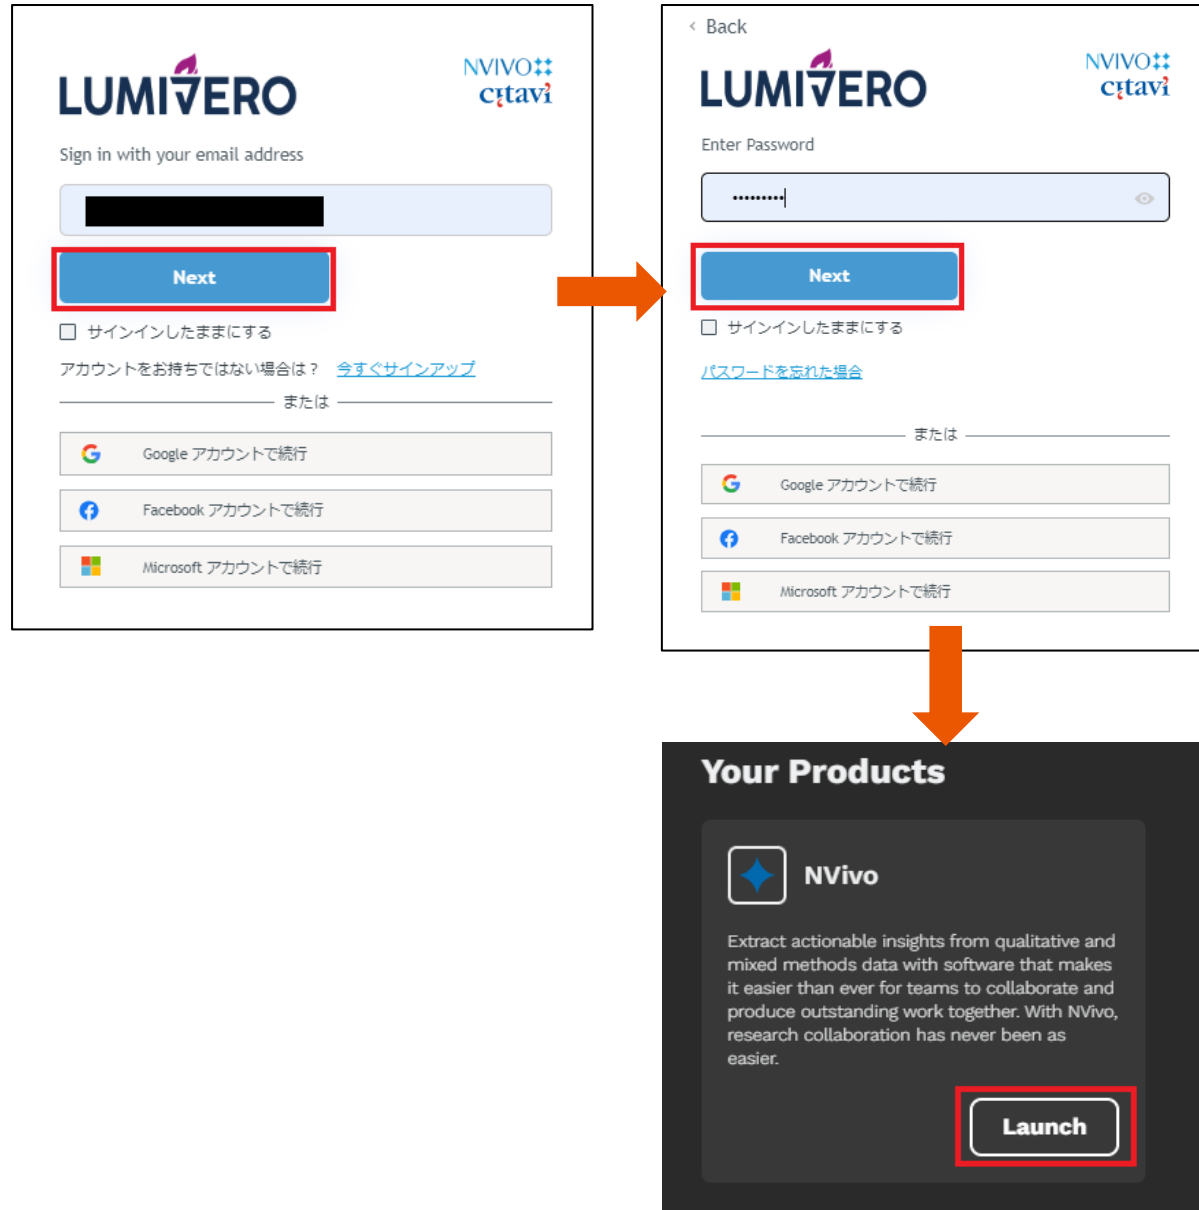 LUMIVERO
NVIVO
citavi
Sign in with your email address
Next
サインインしたままにする
アカウントをお持ちではない場合は？ 今すぐサインアップ
または
Google アカウントで続行
Facebook アカウントで続行
Microsoft アカウントで続行
Back
LUMIVERO
NVIVO
citavi
Enter Password
Next
サインインしたままにする
パスワードを忘れた場合
または
Google アカウントで続行
Facebook アカウントで続行
Microsoft アカウントで続行
Your Products
NVivo
Extract actionable insights from qualitative and
mixed methods data with software that makes
it easier than ever for teams to collaborate and
produce outstanding work together. With NVivo,
research collaboration has never been as
easier.
Launch